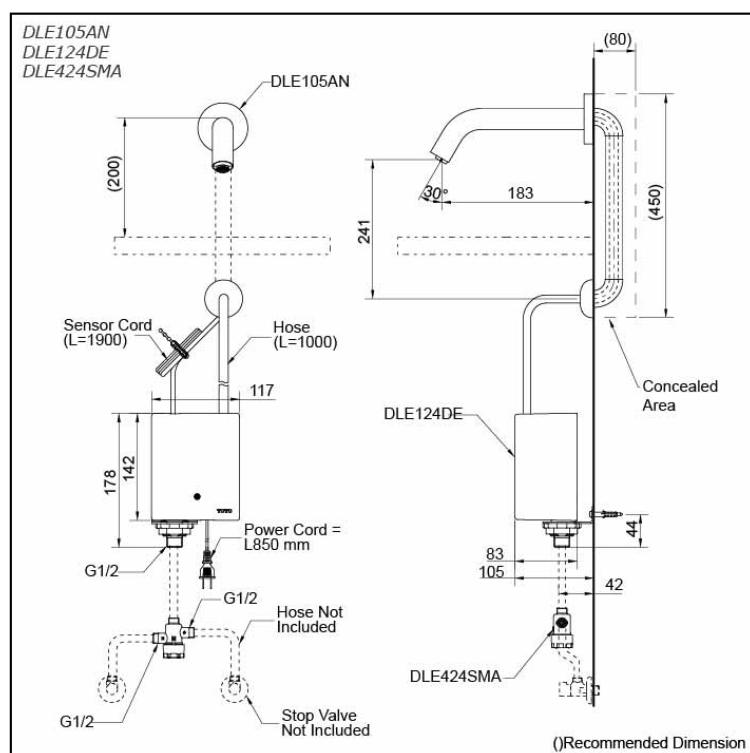 DLE105AN
DLE124DE
DLE424SMA
DLE105AN
(200)
Sensor Cord
(L=1900)
Hose
(L=1000)
117
178
142
TOTO
Power Cord =
L850 mm
G1/2
G1/2
Hose Not
Included
G1/2
Stop Valve
Not Included
(80)
30°
183
241
(450)
Concealed
Area
DLE124DE
44
83
105
42
DLE424SMA
()Recommended Dimension